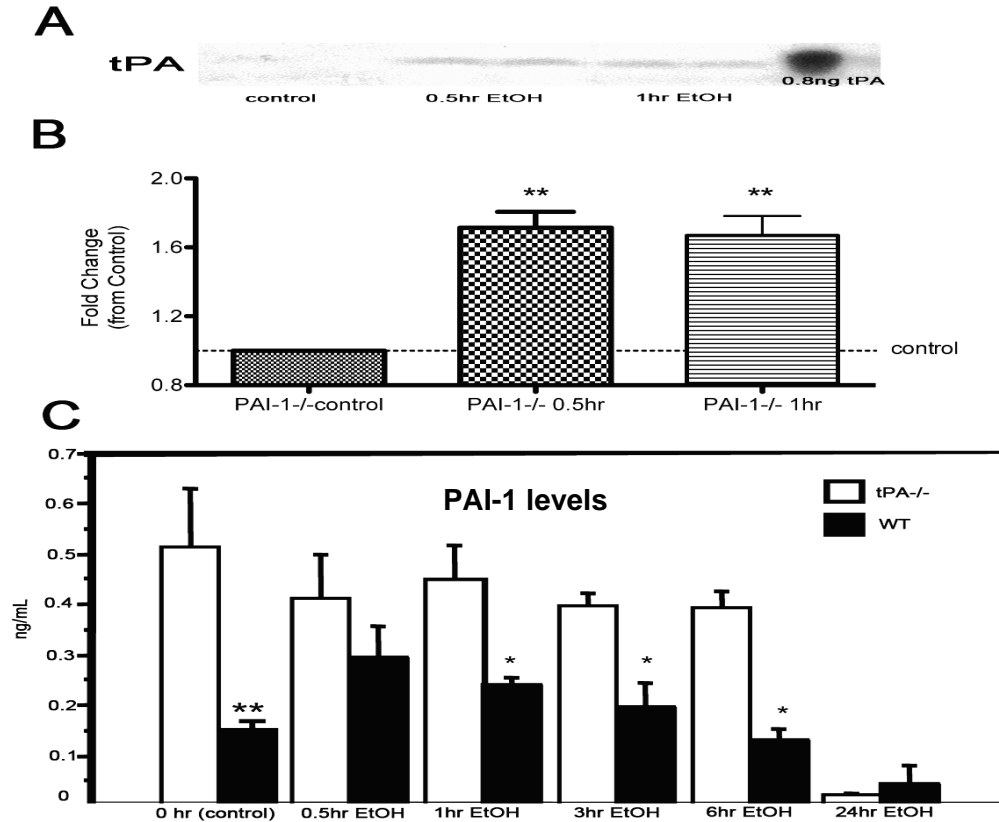 A
tPA
control 0.5hr EtOH 1hr EtOH 0.8ng tPA
B
Fold Change
(from Control)
2.0
1.6
1.2
0.8
** **
control
PAI-1-/-control PAI-1-/- 0.5hr PAI-1-/- 1hr
C
PAI-1 levels
tPA-/-
WT
ng/mL
0.7
0.6
0.5
0.4
0.3
0.2
0.1
0
** * * *
0 hr (control) 0.5hr EtOH 1hr EtOH 3hr EtOH 6hr EtOH 24hr EtOH